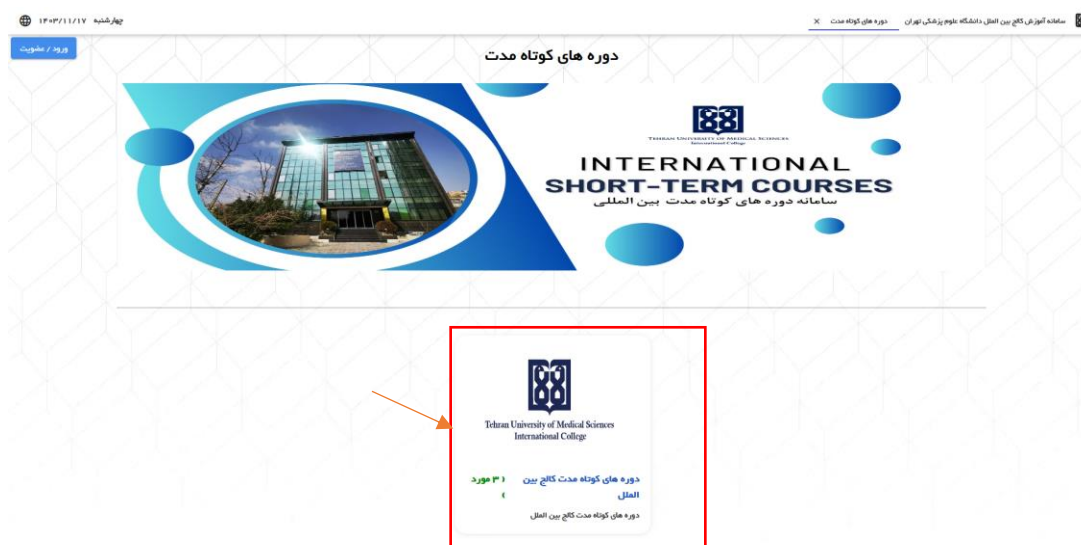 سامانه آموزش کالج بین الملل دانشگاه علوم پزشکی تهران
دوره های کوتاه مدت ×
چهارشنبه ۱۴۰۳/۱۱/۱۷
ورود / عضویت
دوره های کوتاه مدت
TEHRAN UNIVERSITY OF MEDICAL SCIENCES
International College
INTERNATIONAL
SHORT-TERM COURSES
سامانه دوره های کوتاه مدت بین المللی
Tehran University of Medical Sciences
International College
دوره های کوتاه مدت کالج بین الملل
( ۳ مورد )
دوره های کوتاه مدت کالج بین الملل